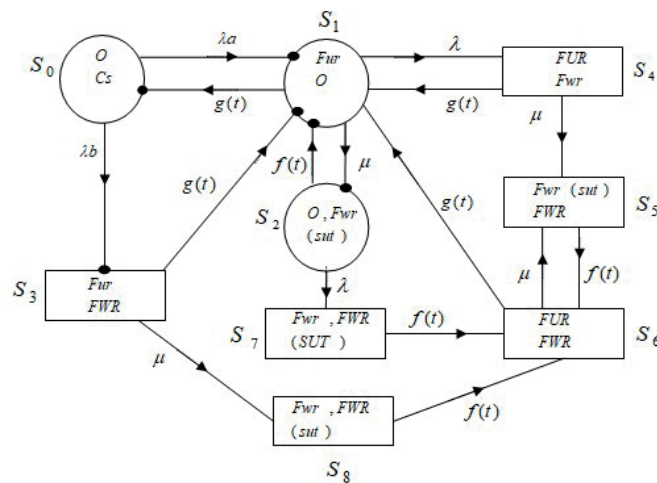 S1
S0
O
Cs
λa
g(t)
Fur
O
λ
g(t)
FUR
Fwr
S4
μ
λb
g(t)
f(t)
μ
S2
O , Fwr
(sut)
g(t)
Fwr (sut)
FWR
S5
μ
f(t)
S3
Fur
FWR
λ
S7
Fwr , FWR
(SUT)
f(t)
FUR
FWR
S6
μ
Fwr , FWR
(sut)
f(t)
S8